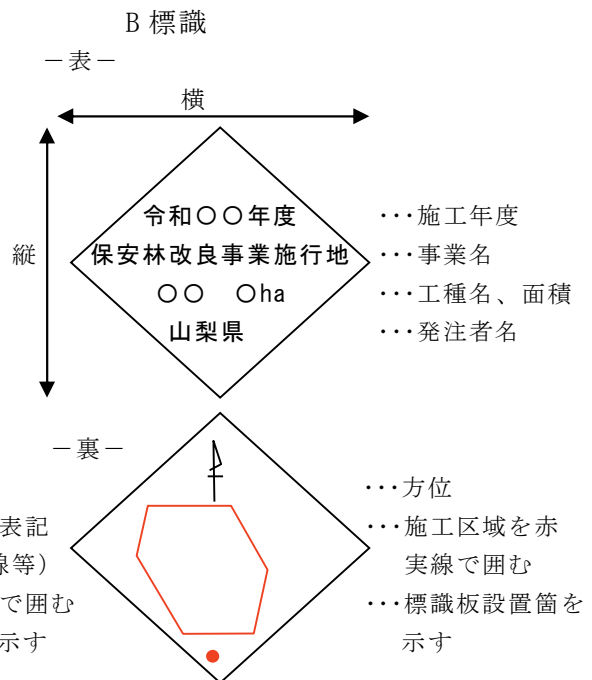 B 標識
－表－
横
縦
令和〇〇年度
保安林改良事業施行地
〇〇　〇ha
山梨県
･･･施工年度
･･･事業名
･･･工種名、面積
･･･発注者名
－裏－
･･･方位
･･･施工区域を赤
実線で囲む
･･･標識板設置箇を
示す
表記
線等）
で囲む
示す